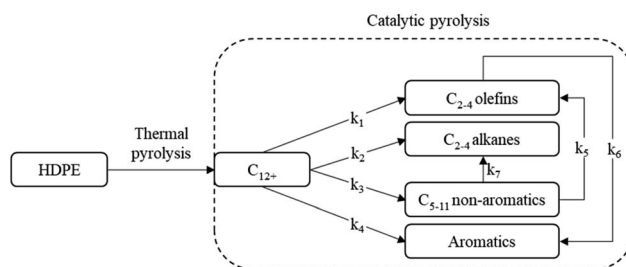 Catalytic pyrolysis
C₂₋₄ olefins
k₁
Thermal
pyrolysis
C₂₋₄ alkanes
HDPE
C₁₂₊
k₂
k₅
k₆
k₇
k₃
C₅₋₁₁ non-aromatics
k₄
Aromatics